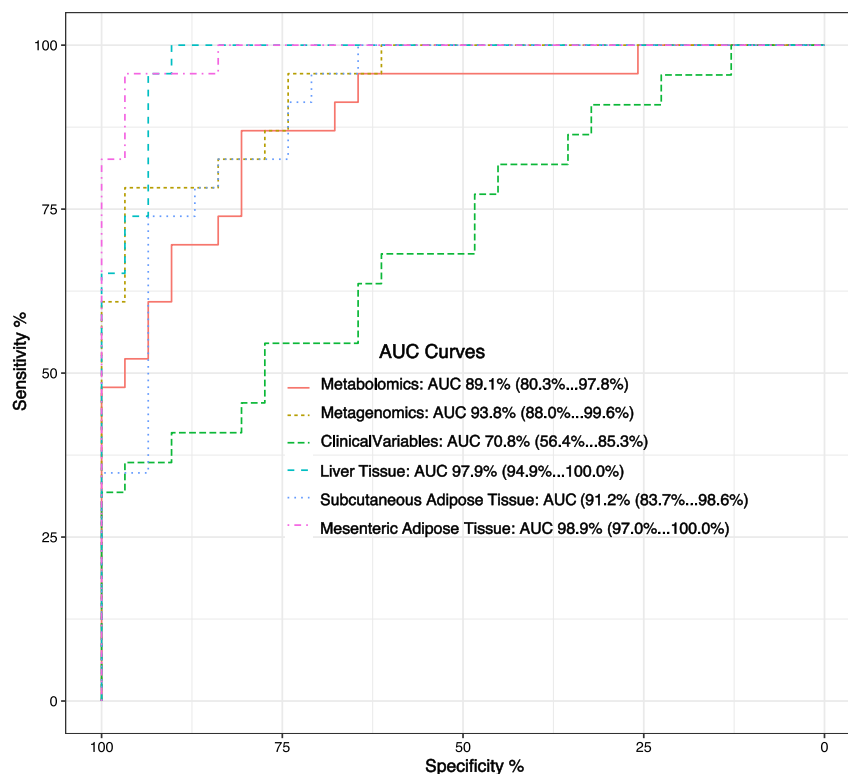 100
75
50
25
0
Sensitivity %
AUC Curves
Metabolomics: AUC 89.1% (80.3%...97.8%)
Metagenomics: AUC 93.8% (88.0%...99.6%)
ClinicalVariables: AUC 70.8% (56.4%...85.3%)
Liver Tissue: AUC 97.9% (94.9%...100.0%)
Subcutaneous Adipose Tissue: AUC (91.2% (83.7%...98.6%)
Mesenteric Adipose Tissue: AUC 98.9% (97.0%...100.0%)
100 75 50 25 0
Specificity %